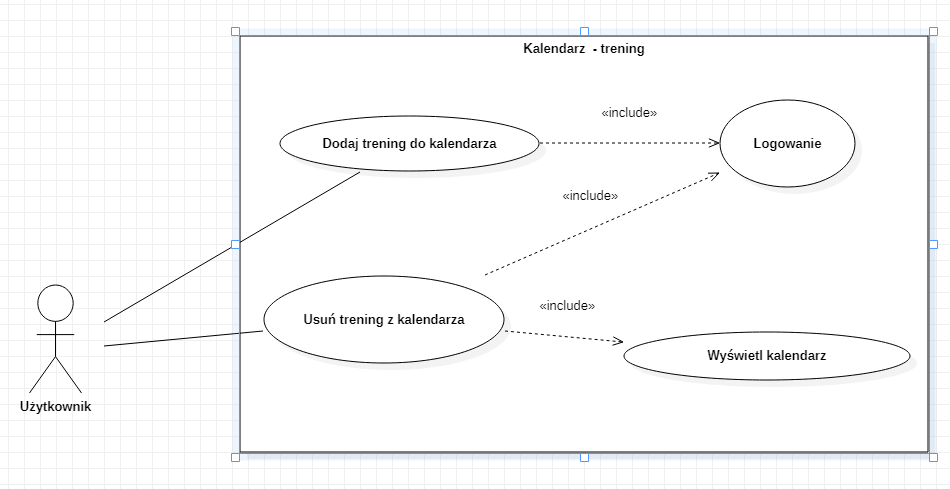 Kalendarz - trening
«include»
Dodaj trening do kalendarza
Logowanie
«include»
«include»
Usuń trening z kalendarza
Wyświetl kalendarz
Użytkownik